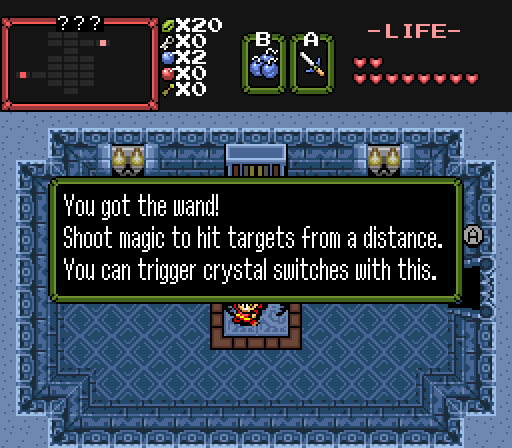 ???
X20
X0
X2
X0
X0
B
A
-LIFE-
You got the wand!
Shoot magic to hit targets from a distance.
You can trigger crystal switches with this.
A